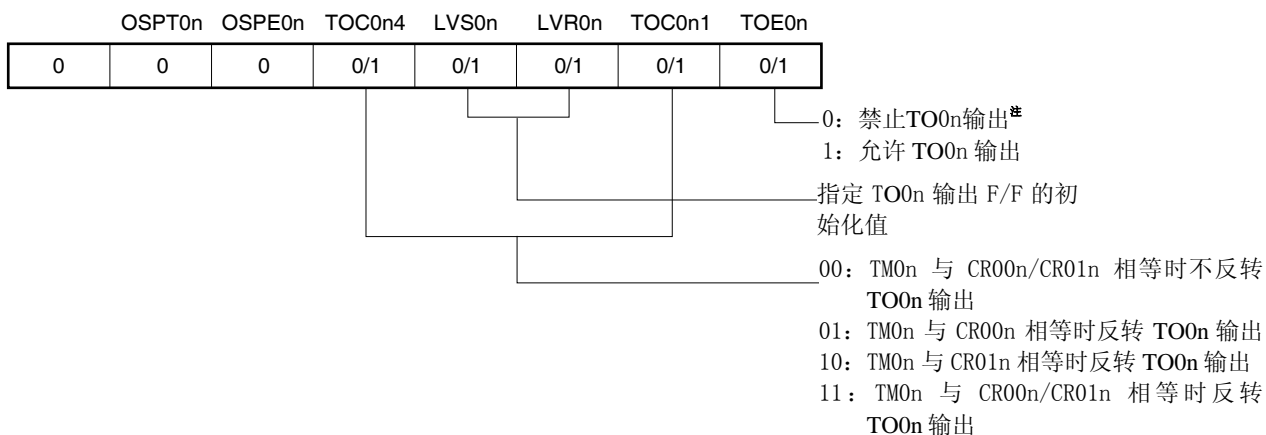 OSPT0n OSPE0n TOC0n4 LVS0n LVR0n TOC0n1 TOE0n
0 0 0 0/1 0/1 0/1 0/1 0/1
0：禁止TO0n输出注
1：允许 TO0n 输出
指定 TO0n 输出 F/F 的初
始化值
00：TM0n 与 CR00n/CR01n 相等时不反转
TO0n 输出
01：TM0n 与 CR00n 相等时反转 TO0n 输出
10：TM0n 与 CR01n 相等时反转 TO0n 输出
11：TM0n 与 CR00n/CR01n 相等时反转
TO0n 输出